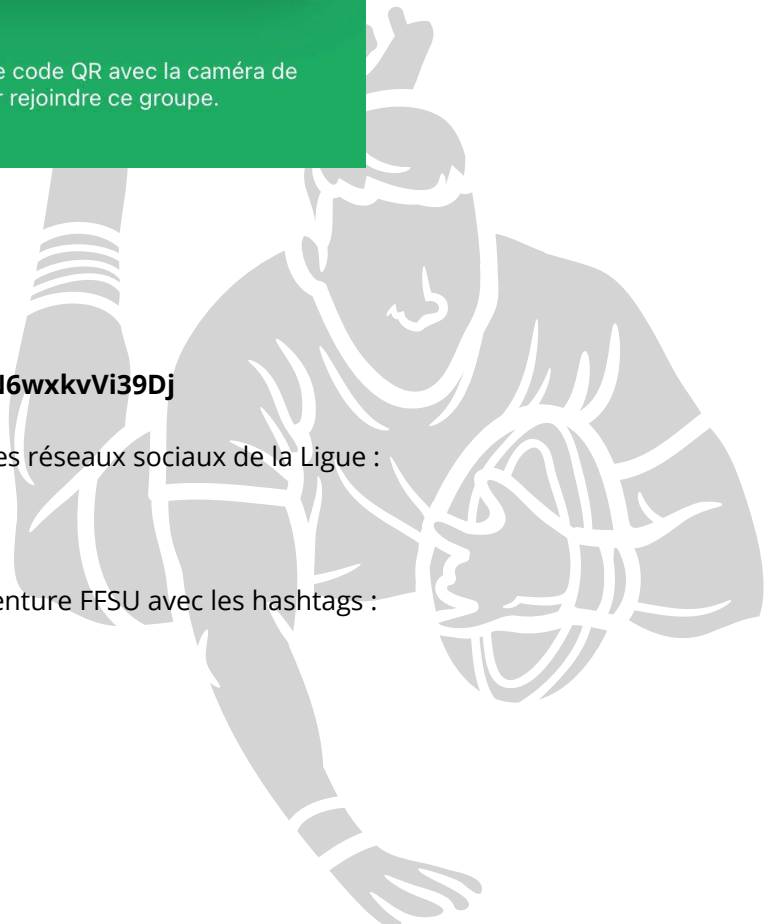 e code QR avec la caméra de
r rejoindre ce groupe.
6wxkvVi39Dj
es réseaux sociaux de la Ligue :
enture FFSU avec les hashtags :